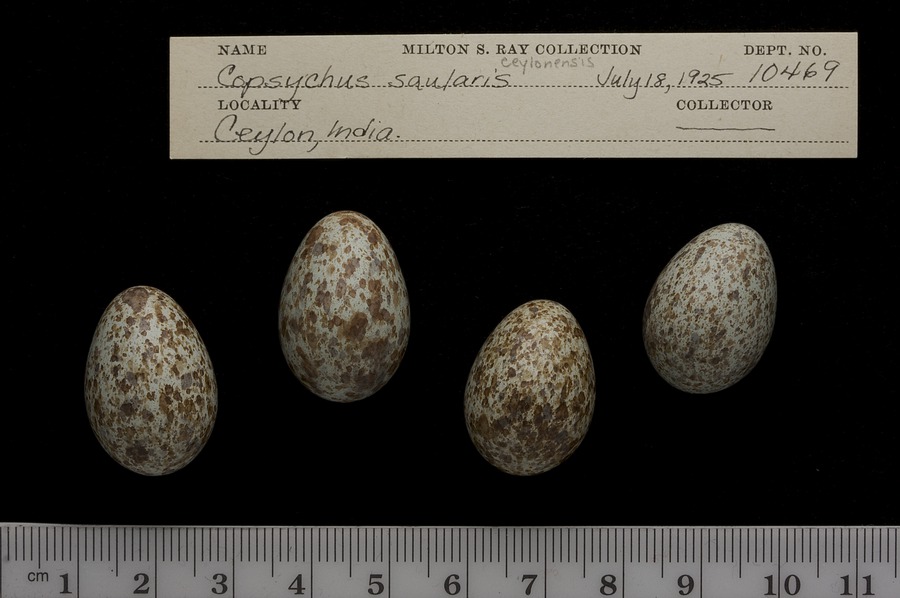 NAME MILTON S. RAY COLLECTION DEPT. NO.
ceylonensis
Copsychus saularis July 18, 1925 10469
LOCALITY COLLECTOR
Ceylon, India.
cm 1 2 3 4 5 6 7 8 9 10 11